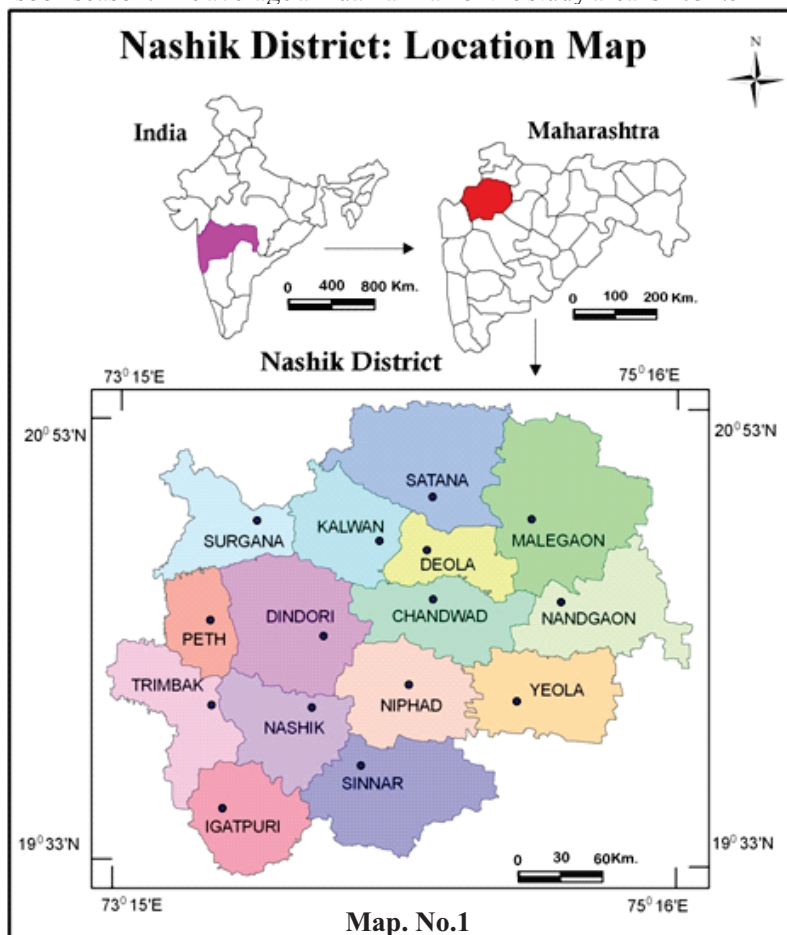 Nashik District: Location Map
N
India
Maharashtra
0 400 800 Km.
0 100 200 Km.
Nashik District
73⁰ 15'E
75⁰ 16'E
20⁰ 53'N
20⁰ 53'N
SATANA
KALWAN
SURGANA
MALEGAON
DEOLA
DINDORI
CHANDWAD
NANDGAON
PETH
TRIMBAK
YEOLA
NIPHAD
NASHIK
SINNAR
IGATPURI
19⁰ 33'N
19⁰ 33'N
0 30 60Km.
73⁰ 15'E
75⁰ 16'E
Map. No.1